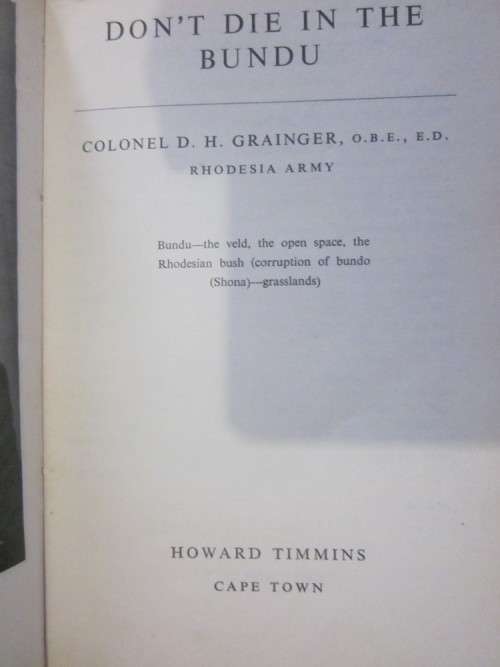 DON'T DIE IN THE
BUNDU
COLONEL D. H. GRAINGER, O.B.E., E.D.
RHODESIA ARMY
Bundu—the veld, the open space, the
Rhodesian bush (corruption of bundo
(Shona)—grasslands)
HOWARD TIMMINS
CAPE TOWN